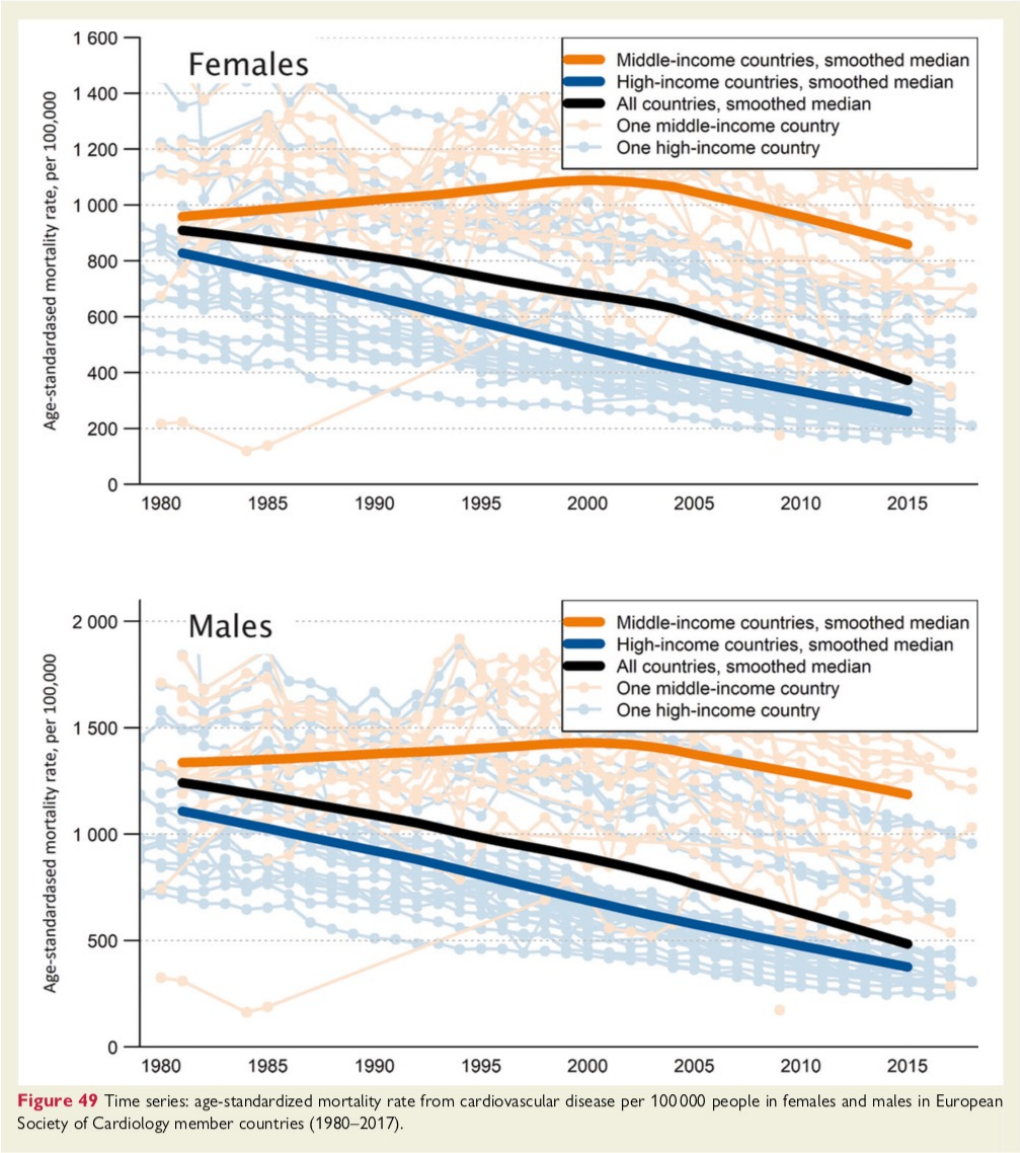 Females
Age-standardased mortality rate, per 100,000
1 600
1 400
1 200
1 000
800
600
400
200
0
1980 1985 1990 1995 2000 2005 2010 2015
Middle-income countries, smoothed median
High-income countries, smoothed median
All countries, smoothed median
One middle-income country
One high-income country
Males
Age-standardased mortality rate, per 100,000
2 000
1 500
1 000
500
0
1980 1985 1990 1995 2000 2005 2010 2015
Middle-income countries, smoothed median
High-income countries, smoothed median
All countries, smoothed median
One middle-income country
One high-income country
Figure 49 Time series: age-standardized mortality rate from cardiovascular disease per 100 000 people in females and males in European
Society of Cardiology member countries (1980–2017).